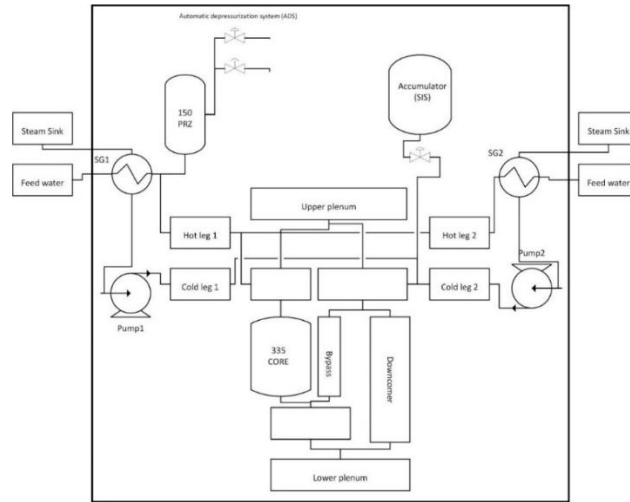 Automatic depressurization system (ADS)
150
PRZ
Accumulator
(SIS)
Steam Sink
SG1
Feed water
Steam Sink
SG2
Feed water
Upper plenum
Hot leg 1
Hot leg 2
Pump2
Cold leg 1
Cold leg 2
Pump1
335
CORE
Bypass
Downcorner
Lower plenum